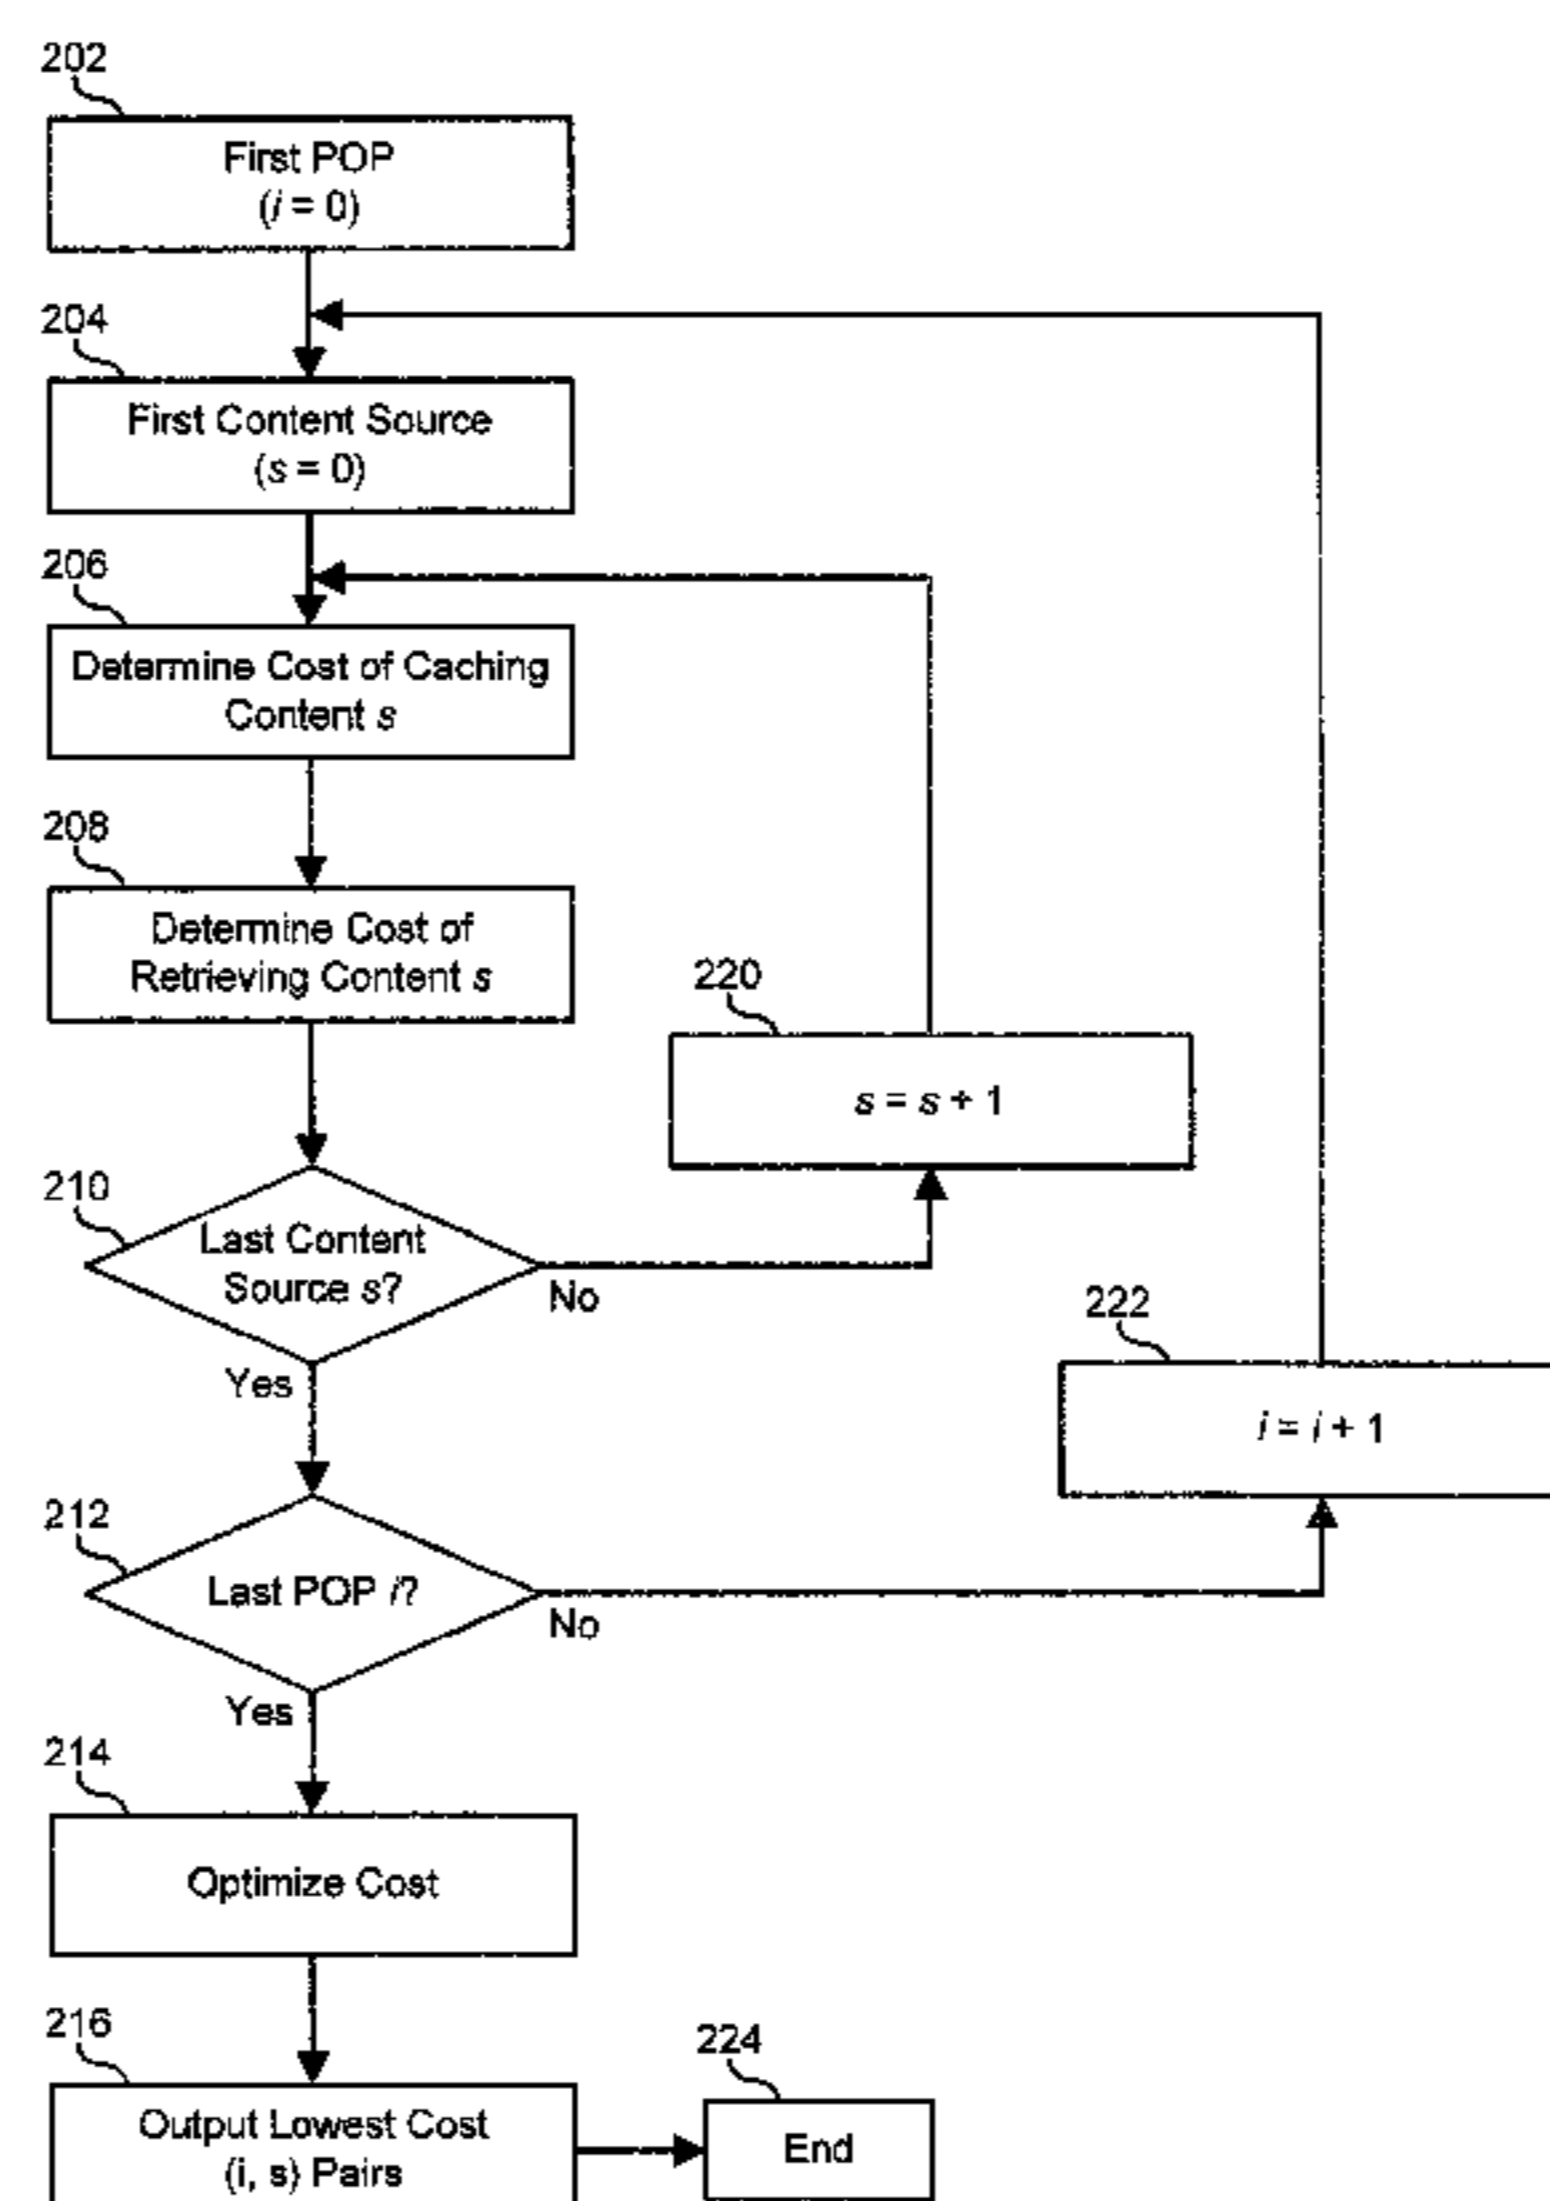 202
First POP
(i = 0)
204
First Content Source
(s = 0)
206
Determine Cost of Caching
Content s
208
Determine Cost of
Retrieving Content s
220
s = s + 1
210
Last Content
Source s?
No
Yes
222
i = i + 1
212
Last POP i?
No
Yes
214
Optimize Cost
216
Output Lowest Cost
(i, s) Pairs
224
End